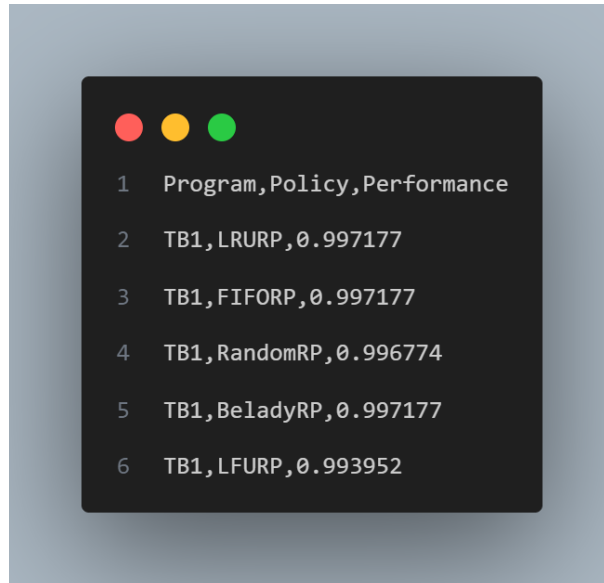 1 Program,Policy,Performance
2 TB1,LRURP,0.997177
3 TB1,FIFORP,0.997177
4 TB1,RandomRP,0.996774
5 TB1,BeladyRP,0.997177
6 TB1,LFURP,0.993952